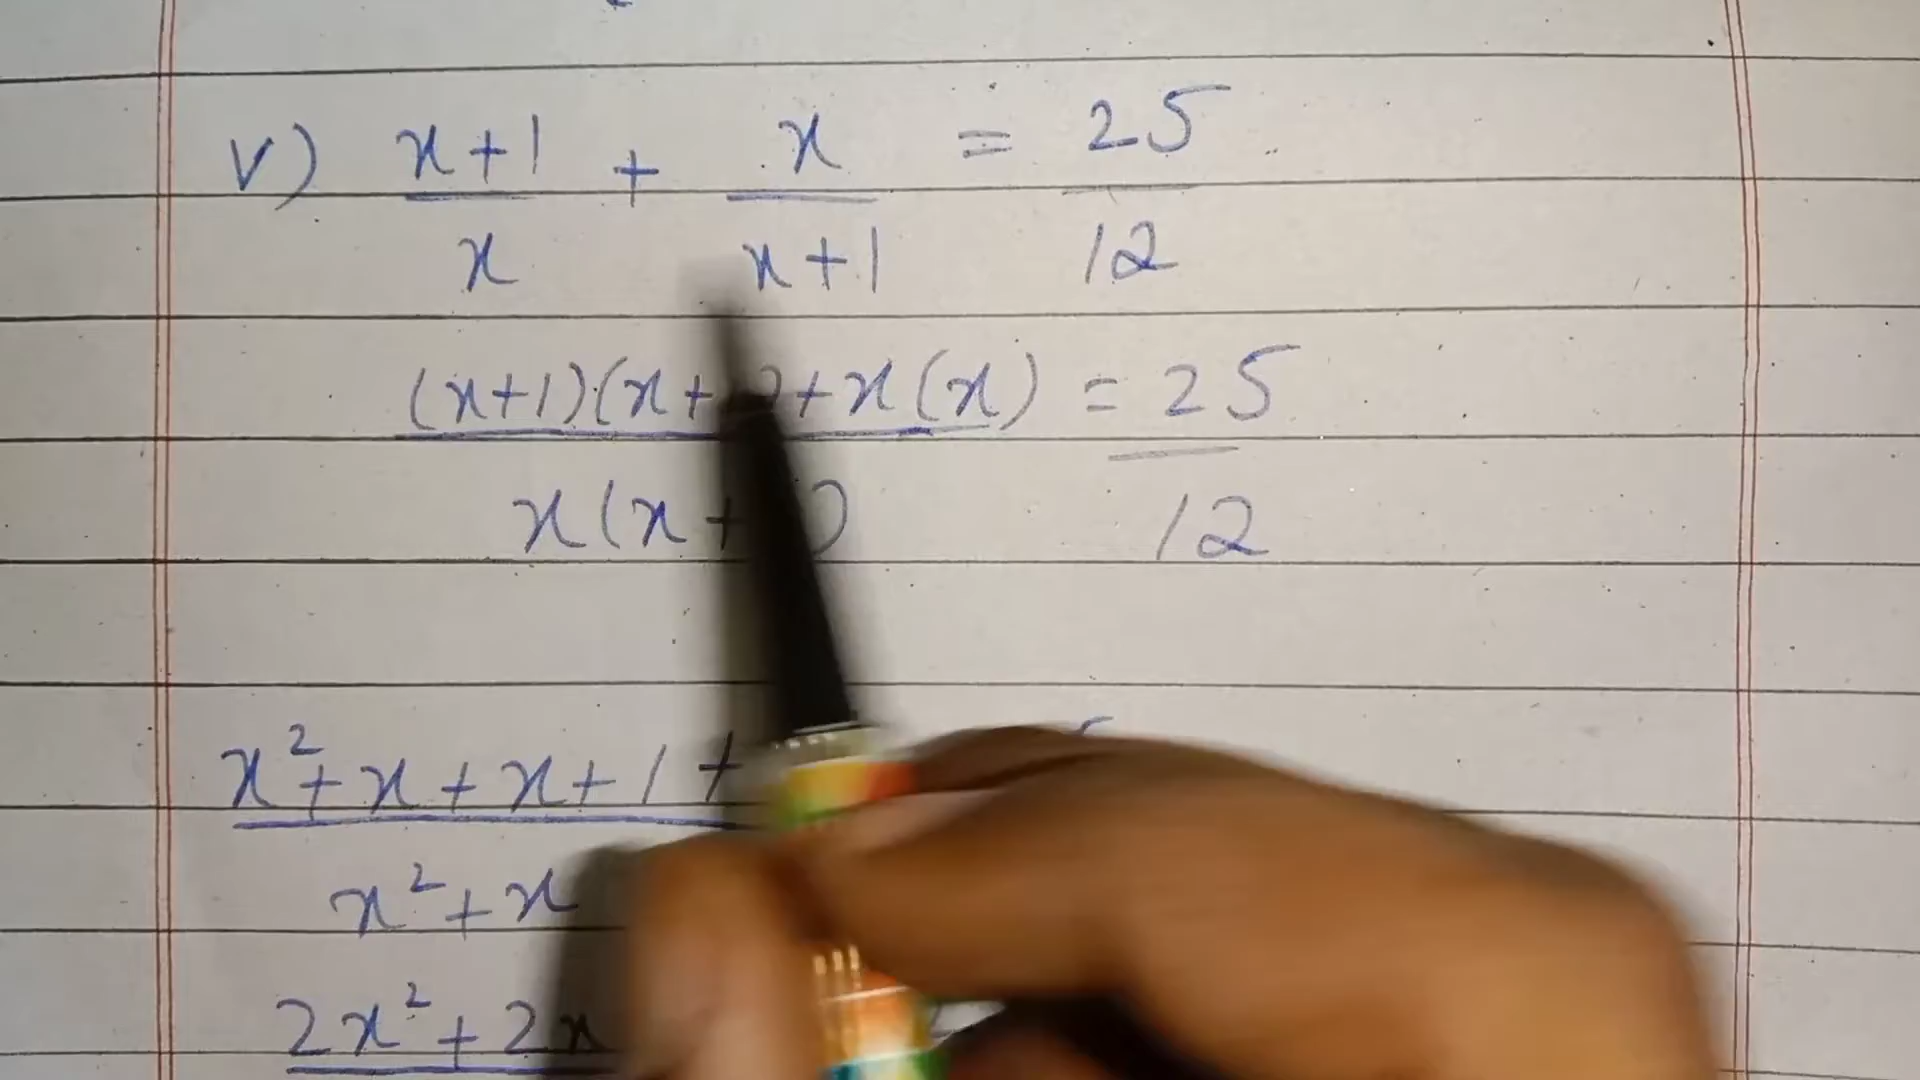 v) x+1 + x = 25
x x+1 12
(x+1)(x+ ) + x(x) = 25
x(x+ ) 12
x² + x + x + 1 +
x² + x
2x² + 2x